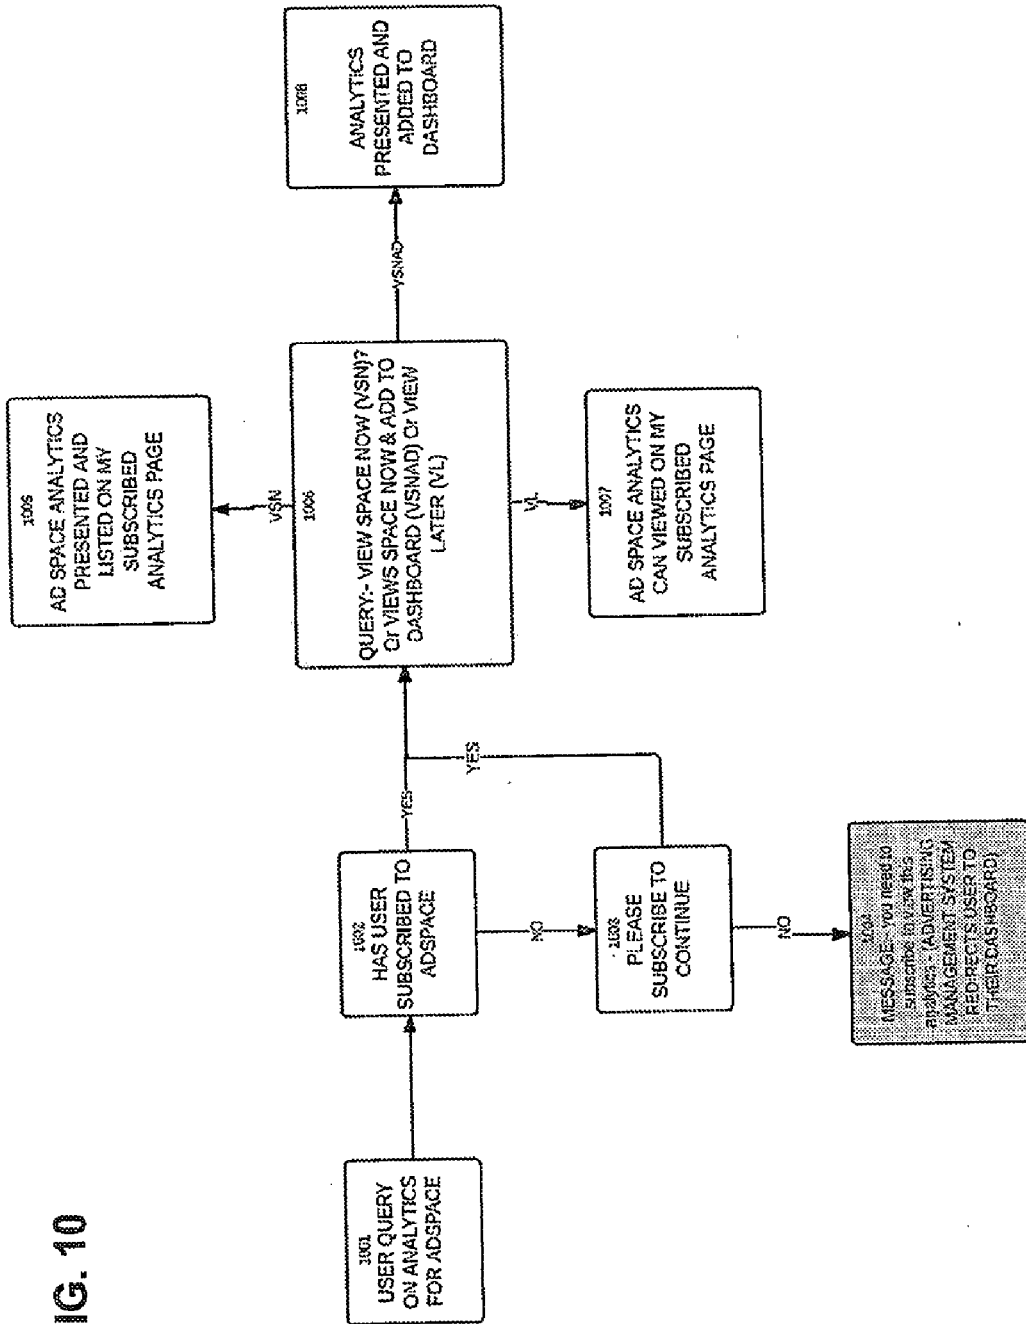 IG. 10
1001
USER QUERY
ON ANALYTICS
FOR ADSPACE
1002
HAS USER
SUBSCRIBED TO
ADSPACE
YES
NO
1003
PLEASE
SUBSCRIBE TO
CONTINUE
YES
NO
1004
MESSAGE:- you need to
subscribe to view this
analytics - (ADVERTISING
MANAGEMENT SYSTEM
REDIRECTS USER TO
THEIR DASHBOARD)
QUERY:- VIEW SPACE NOW (VSN)?
Or VIEWS SPACE NOW & ADD TO
DASHBOARD (VSNAD) Or VIEW
LATER (VL)
VSN
AD SPACE ANALYTICS
PRESENTED AND
LISTED ON MY
SUBSCRIBED
ANALYTICS PAGE
VL
1007
AD SPACE ANALYTICS
CAN VIEWED ON MY
SUBSCRIBED
ANALYTICS PAGE
VSNAD
1008
ANALYTICS
PRESENTED AND
ADDED TO
DASHBOARD